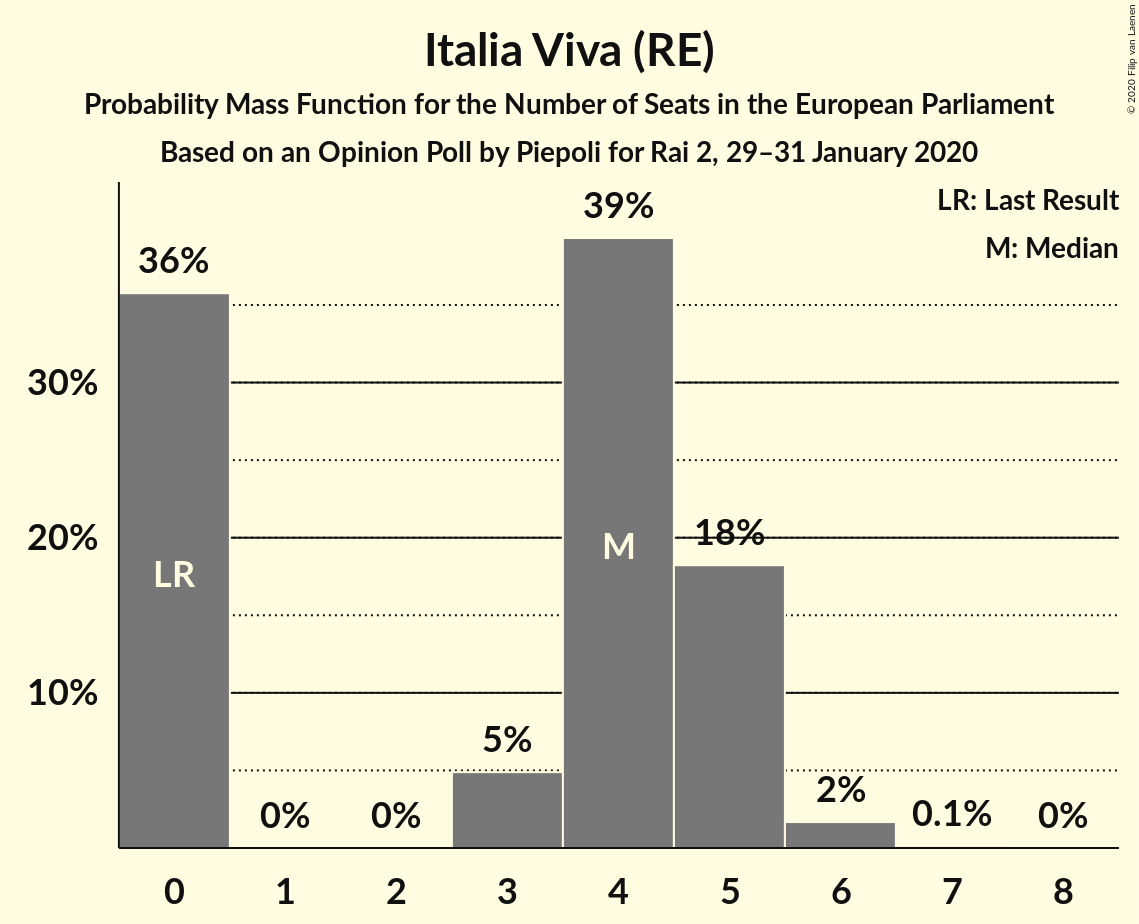 Italia Viva (RE)
Probability Mass Function for the Number of Seats in the European Parliament
Based on an Opinion Poll by Piepoli for Rai 2, 29–31 January 2020
© 2020 Filip van Laenen
LR: Last Result
M: Median
39%
36%
30%
20%
18%
M
LR
10%
5%
2%
0%
0%
0.1%
0%
0 1 2 3 4 5 6 7 8